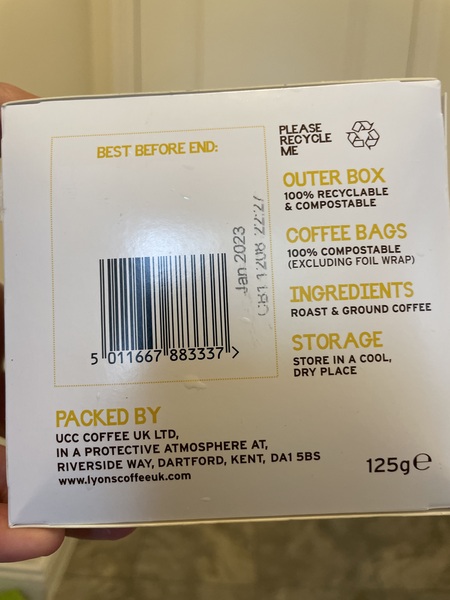 BEST BEFORE END:
Jan 2023
5 011667 883337 >
PLEASE
RECYCLE
ME
OUTER BOX
100% RECYCLABLE
& COMPOSTABLE
COFFEE BAGS
100% COMPOSTABLE
(EXCLUDING FOIL WRAP)
INGREDIENTS
ROAST & GROUND COFFEE
STORAGE
STORE IN A COOL,
DRY PLACE
PACKED BY
UCC COFFEE UK LTD,
IN A PROTECTIVE ATMOSPHERE AT,
RIVERSIDE WAY, DARTFORD, KENT, DA1 5BS
www.lyonscoffeeuk.com
125g℮